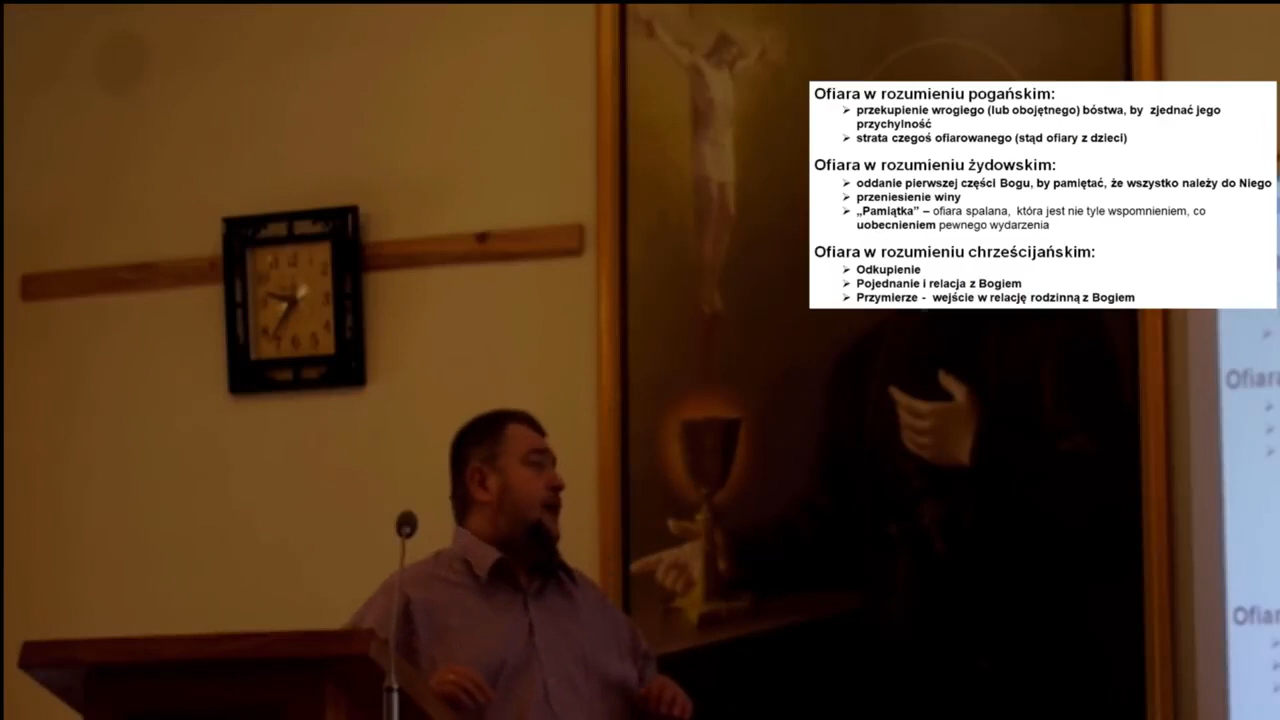 Ofiara w rozumieniu pogańskim:
➢ przekupienie wrogiego (lub obojętnego) bóstwa, by zjednać jego
przychylność
➢ strata czegoś ofiarowanego (stąd ofiary z dzieci)
Ofiara w rozumieniu żydowskim:
➢ oddanie pierwszej części Bogu, by pamiętać, że wszystko należy do Niego
➢ przeniesienie winy
➢ „Pamiątka” – ofiara spalana, która jest nie tyle wspomnieniem, co
uobecnieniem pewnego wydarzenia
Ofiara w rozumieniu chrześcijańskim:
➢ Odkupienie
➢ Pojednanie i relacja z Bogiem
➢ Przymierze - wejście w relację rodzinną z Bogiem